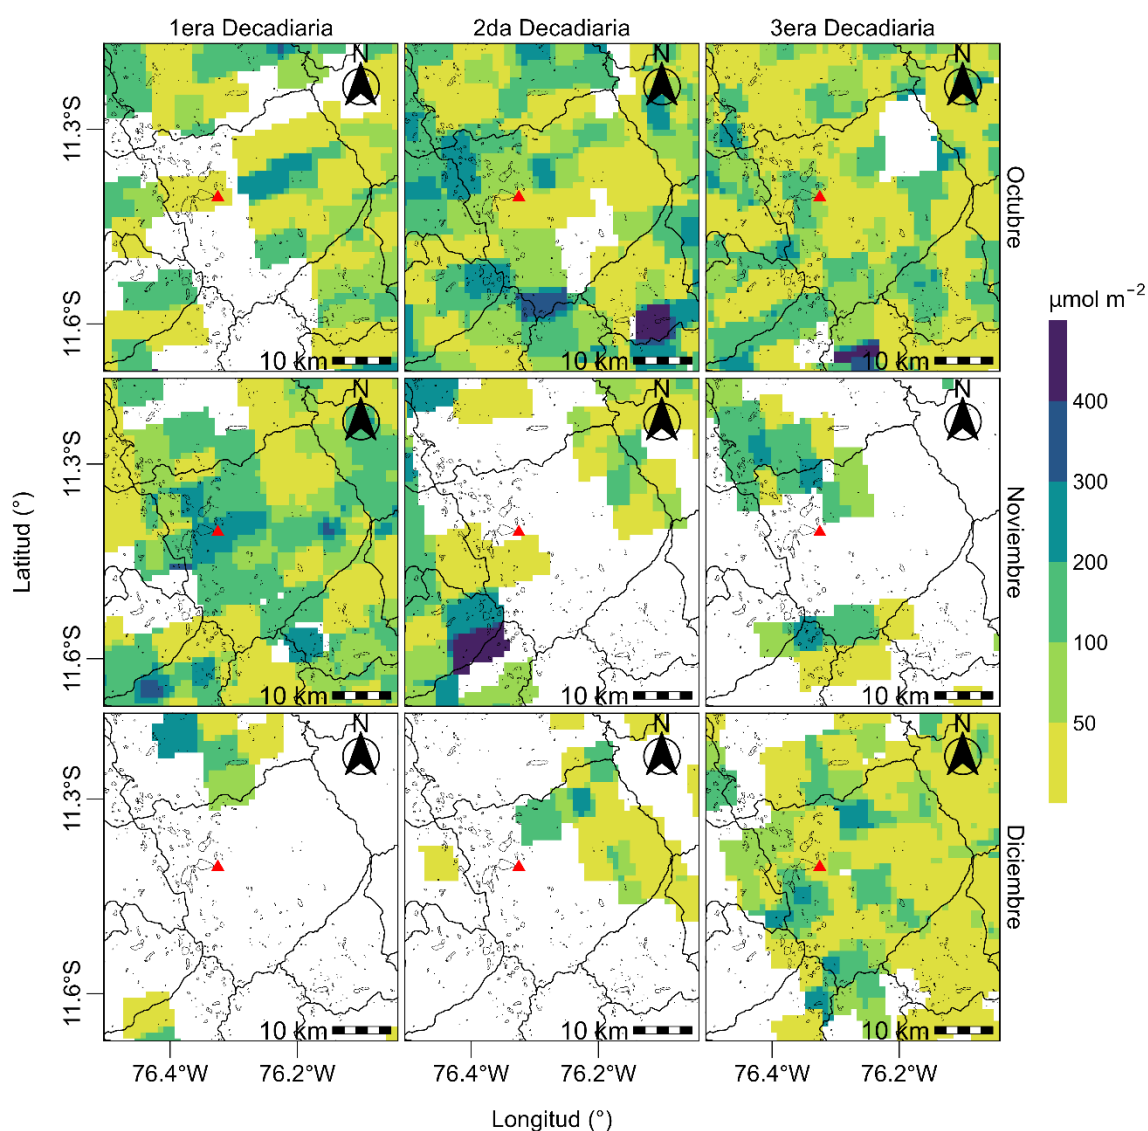 1era Decadiaria
2da Decadiaria
3era Decadiaria
N
N
N
11.3°S
11.6°S
10 km
10 km
10 km
Octubre
N
N
N
11.3°S
11.6°S
10 km
10 km
10 km
Noviembre
N
N
N
11.3°S
11.6°S
10 km
10 km
10 km
Diciembre
76.4°W
76.2°W
76.4°W
76.2°W
76.4°W
76.2°W
Latitud (°)
Longitud (°)
µmol m⁻²
400
300
200
100
50